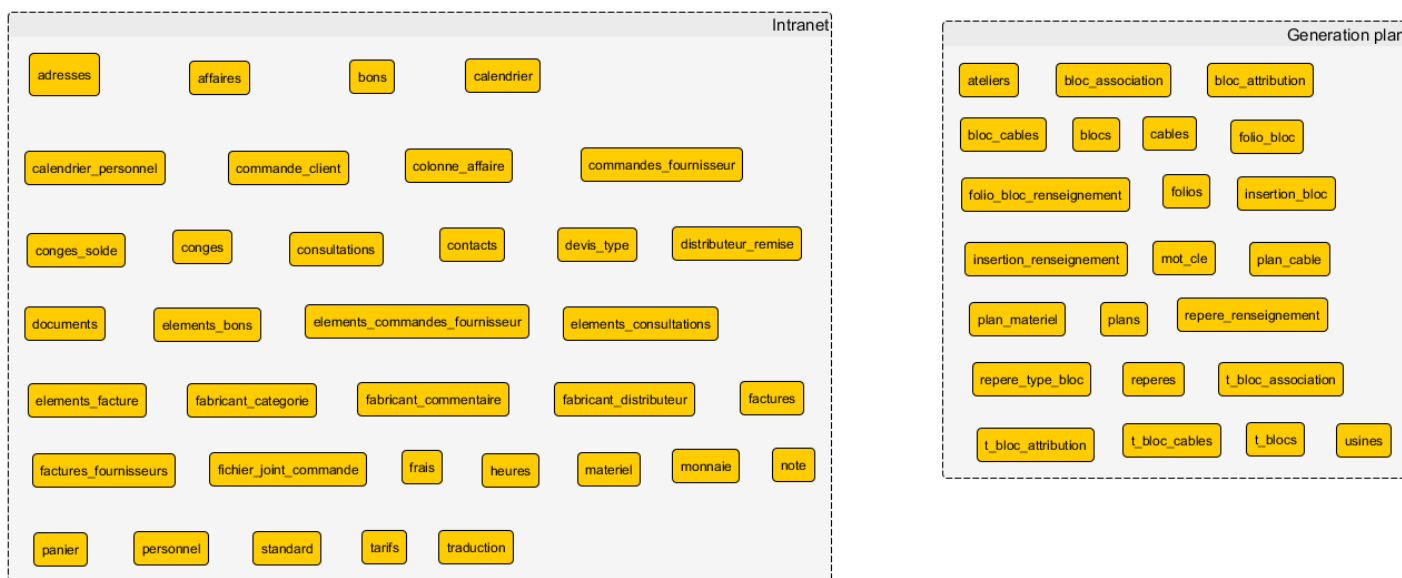 Intranet
adresses
affaires
bons
calendrier
calendrier_personnel
commande_client
colonne_affaire
commandes_fournisseur
conges_solde
conges
consultations
contacts
devis_type
distributeur_remise
documents
elements_bons
elements_commandes_fournisseur
elements_consultations
elements_facture
fabricant_categorie
fabricant_commentaire
fabricant_distributeur
factures
factures_fournisseurs
fichier_joint_commande
frais
heures
materiel
monnaie
note
panier
personnel
standard
tarifs
traduction
Generation plan
ateliers
bloc_association
bloc_attribution
bloc_cables
blocs
cables
folio_bloc
folio_bloc_renseignement
folios
insertion_bloc
insertion_renseignement
mot_cle
plan_cable
plan_materiel
plans
repere_renseignement
repere_type_bloc
reperes
t_bloc_association
t_bloc_attribution
t_bloc_cables
t_blocs
usines